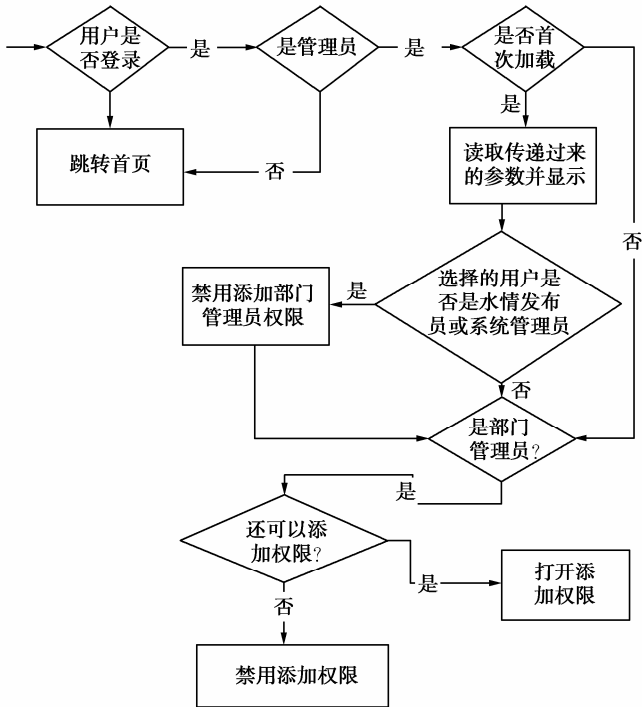 用户是
否登录
是
是管理员
是
是否首
次加载
是
跳转首页
否
读取传递过来
的参数并显示
否
禁用添加部门
管理员权限
是
选择的用户是
否是水情发布
员或系统管理员
否
是部门
管理员?
是
还可以添
加权限?
是
打开添
加权限
否
禁用添加权限